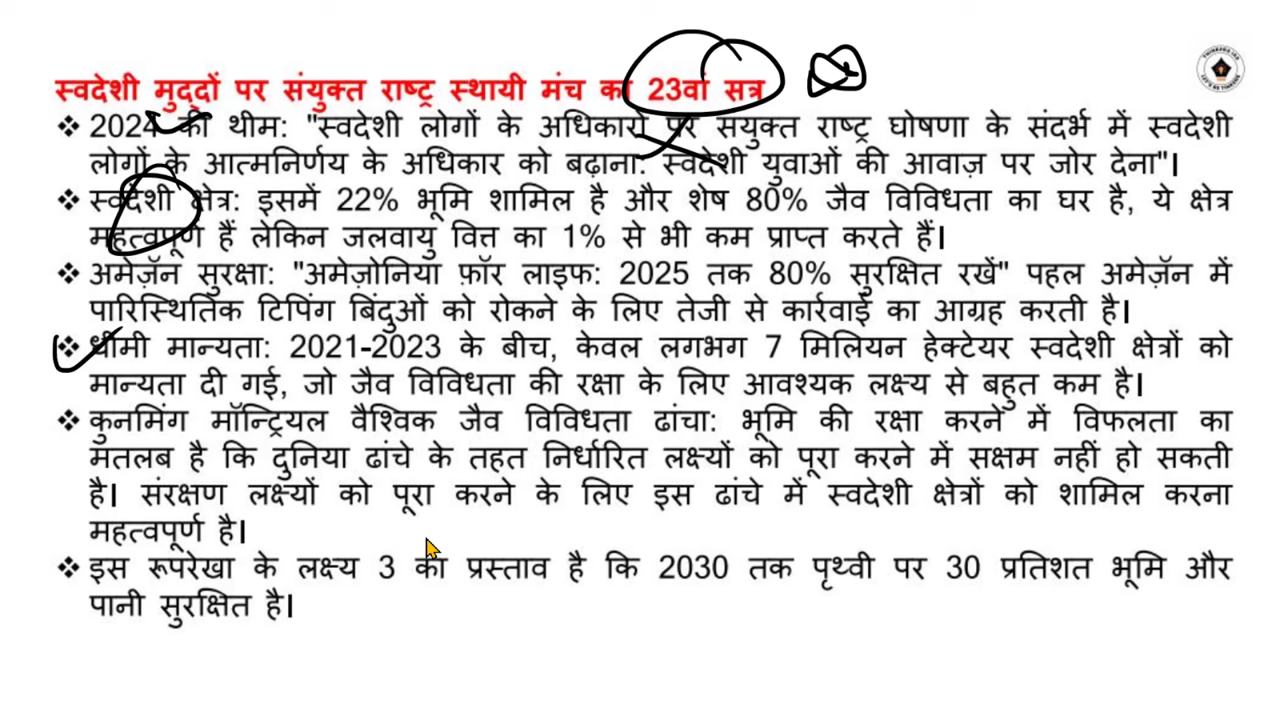 स्वदेशी मुद्दों पर संयुक्त राष्ट्र स्थायी मंच का 23वां सत्र
❖ 2024 की थीम: "स्वदेशी लोगों के अधिकारों पर संयुक्त राष्ट्र घोषणा के संदर्भ में स्वदेशी
लोगों के आत्मनिर्णय के अधिकार को बढ़ाना: स्वदेशी युवाओं की आवाज़ पर जोर देना"।
❖ स्वदेशी क्षेत्र: इसमें 22% भूमि शामिल है और शेष 80% जैव विविधता का घर है, ये क्षेत्र
महत्वपूर्ण हैं लेकिन जलवायु वित्त का 1% से भी कम प्राप्त करते हैं।
❖ अमेज़ॅन सुरक्षा: "अमेज़ोनिया फ़ॉर लाइफ: 2025 तक 80% सुरक्षित रखें" पहल अमेज़ॅन में
पारिस्थितिक टिपिंग बिंदुओं को रोकने के लिए तेजी से कार्रवाई का आग्रह करती है।
❖ धीमी मान्यता: 2021-2023 के बीच, केवल लगभग 7 मिलियन हेक्टेयर स्वदेशी क्षेत्रों को
मान्यता दी गई, जो जैव विविधता की रक्षा के लिए आवश्यक लक्ष्य से बहुत कम है।
❖ कुनमिंग मॉन्ट्रियल वैश्विक जैव विविधता ढांचा: भूमि की रक्षा करने में विफलता का
मतलब है कि दुनिया ढांचे के तहत निर्धारित लक्ष्यों को पूरा करने में सक्षम नहीं हो सकती
है। संरक्षण लक्ष्यों को पूरा करने के लिए इस ढांचे में स्वदेशी क्षेत्रों को शामिल करना
महत्वपूर्ण है।
❖ इस रूपरेखा के लक्ष्य 3 का प्रस्ताव है कि 2030 तक पृथ्वी पर 30 प्रतिशत भूमि और
पानी सुरक्षित है।